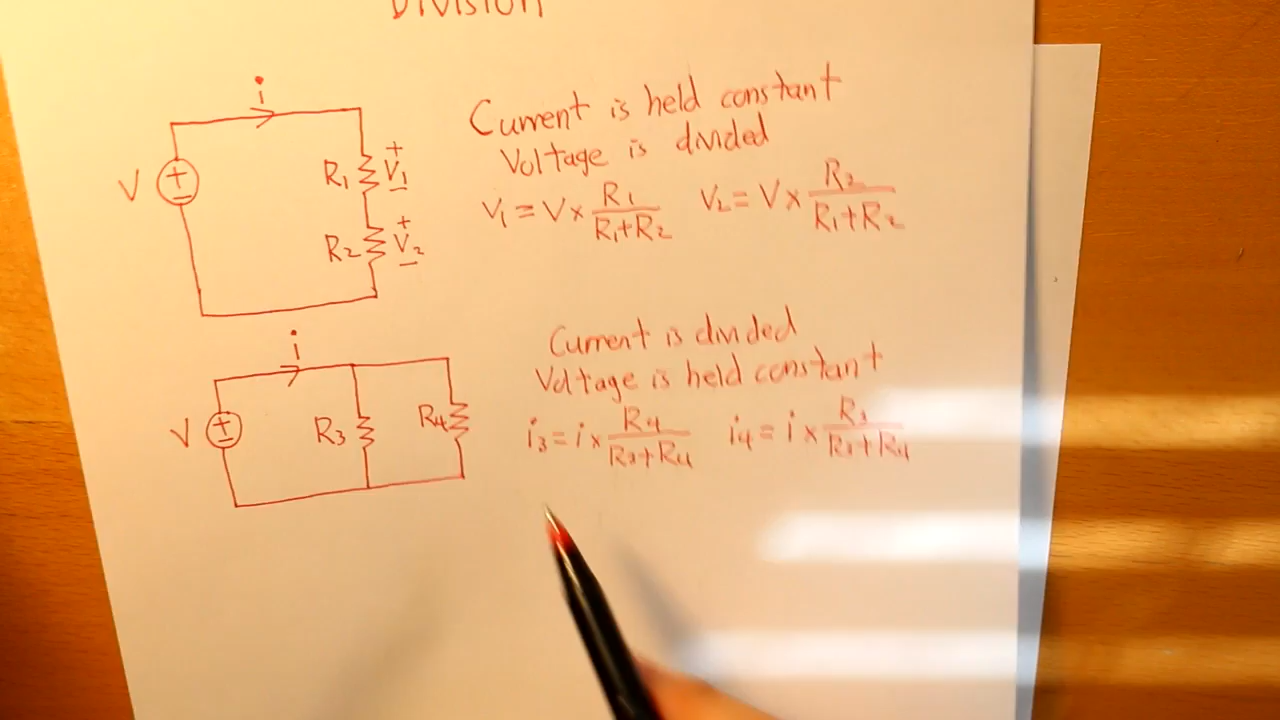 Division
i
V
R1
+
V1
-
R2
+
V2
-
Current is held constant
Voltage is divided
V1 = V x R1/(R1+R2)   V2 = V x R2/(R1+R2)
i
V
R3
R4
Current is divided
Voltage is held constant
i3 = i x R4/(R3+R4)   i4 = i x R3/(R3+R4)